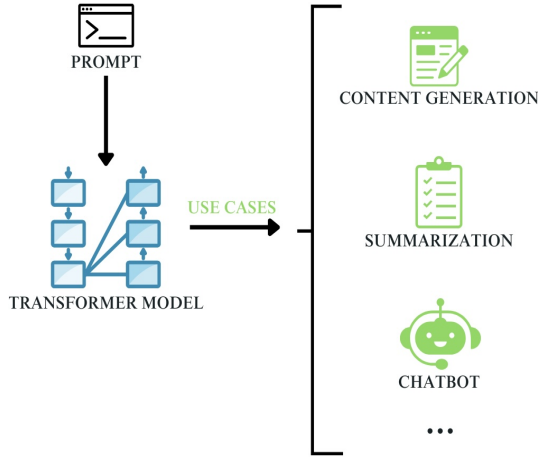 PROMPT
TRANSFORMER MODEL
USE CASES
CONTENT GENERATION
SUMMARIZATION
CHATBOT
...